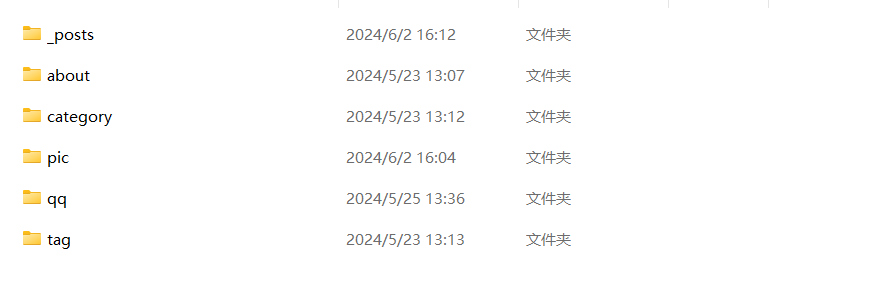 _posts 2024/6/2 16:12 文件夹
about 2024/5/23 13:07 文件夹
category 2024/5/23 13:12 文件夹
pic 2024/6/2 16:04 文件夹
qq 2024/5/25 13:36 文件夹
tag 2024/5/23 13:13 文件夹